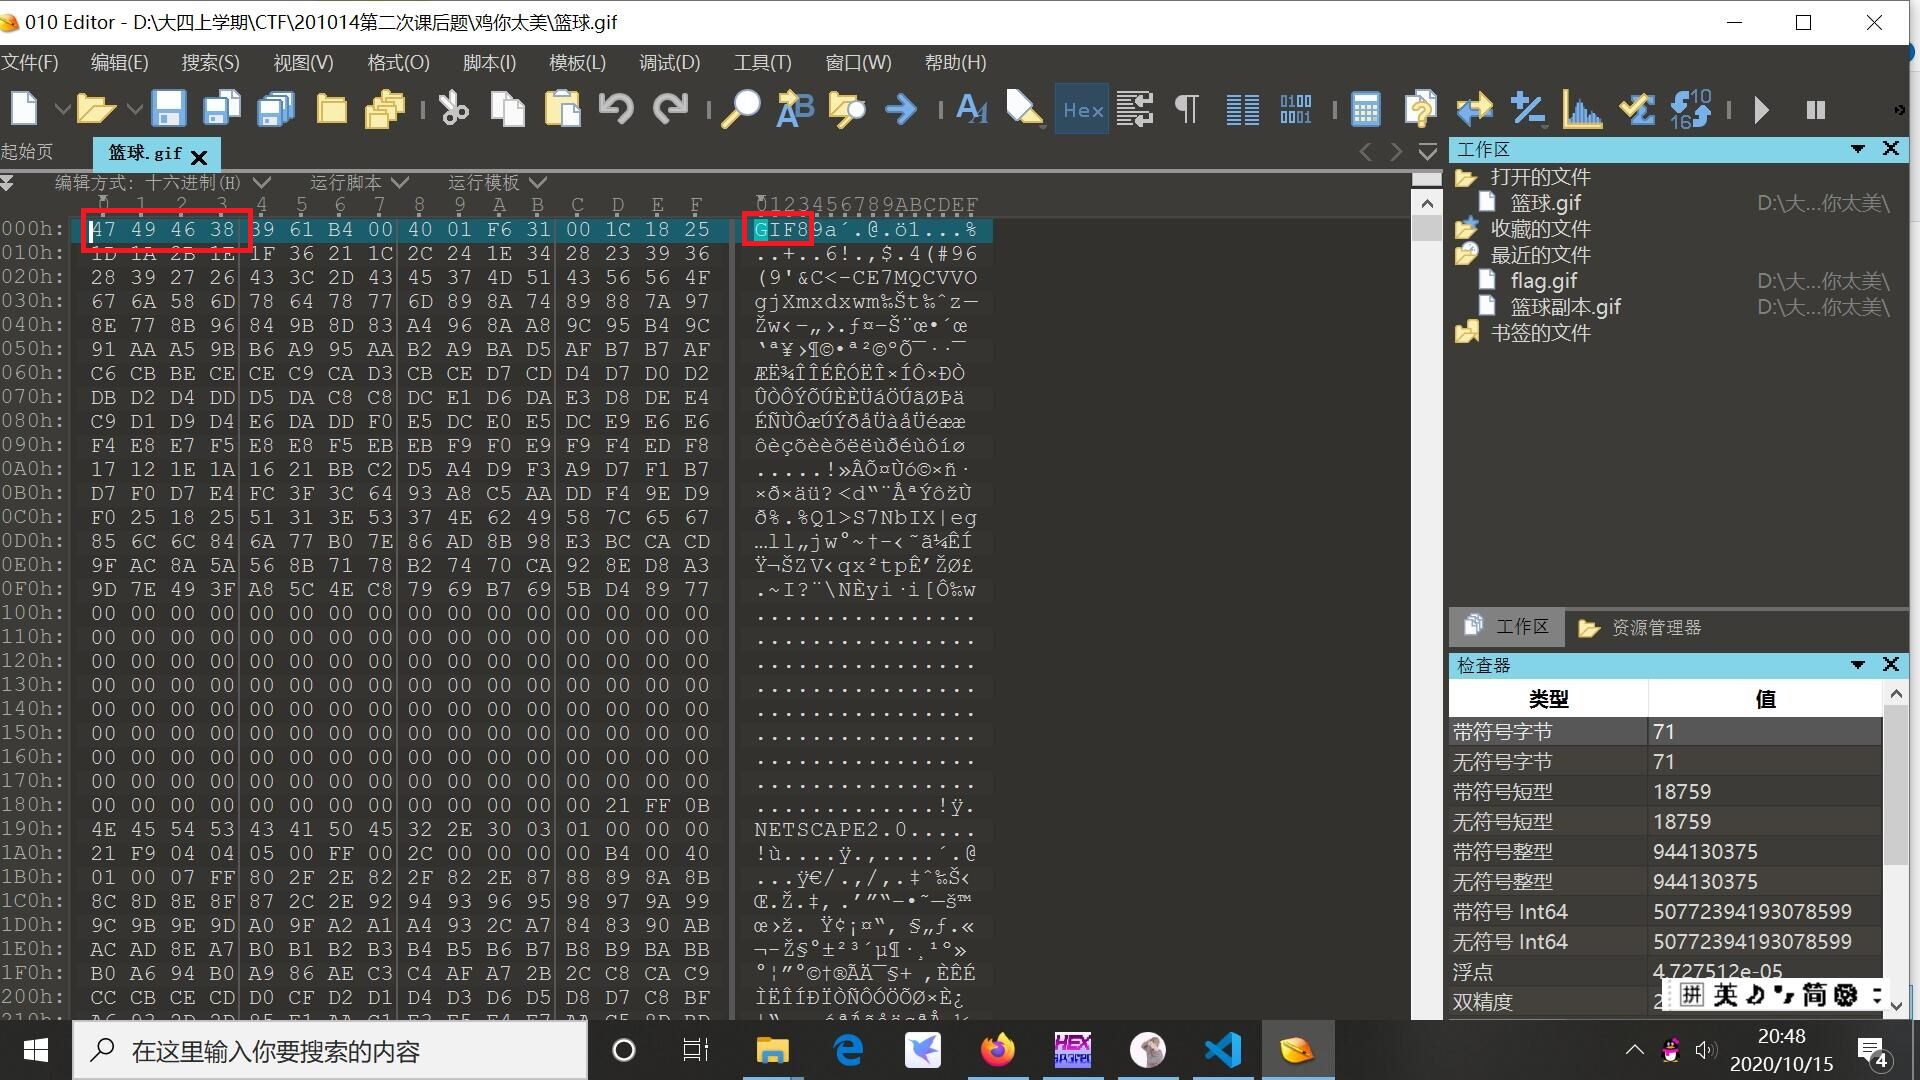 010 Editor - D:\大四上学期\CTF\201014第二次课后题\鸡你太美\篮球.gif
文件(F) 编辑(E) 搜索(S) 视图(V) 格式(O) 脚本(I) 模板(L) 调试(D) 工具(T) 窗口(W) 帮助(H)
Hex
起始页 篮球.gif
编辑方式: 十六进制(H) 运行脚本 运行模板
0 1 2 3 4 5 6 7 8 9 A B C D E F 0123456789ABCDEF
000h: 47 49 46 38 39 61 B4 00 40 01 F6 31 00 1C 18 25 GIF89a´.@.ö1...%
010h: 1D 1A 2B 1E 1F 36 21 1C 2C 24 1E 34 28 23 39 36 ..+..6!.,$.4(#96
020h: 28 39 27 26 43 3C 2D 43 45 37 4D 51 43 56 56 4F (9'&C<-CE7MQCVVO
030h: 67 6A 58 6D 78 64 78 77 6D 89 8A 74 89 88 7A 97 gjXmxdxwm‰Št‰ˆz—
040h: 8E 77 8B 96 84 9B 8D 83 A4 96 8A A8 9C 95 B4 9C Žw‹–„›.ƒ¤–Š¨œ•´œ
050h: 91 AA A5 9B B6 A9 95 AA B2 A9 BA D5 AF B7 B7 AF ‘ª¥›¶©•ª²©ºÕ¯··¯
060h: C6 CB BE CE CE C9 CA D3 CB CE D7 CD D4 D7 D0 D2 ÆË¾ÎÎÉÊÓËÎ×ÍÔ×ÐÒ
070h: DB D2 D4 DD D5 DA C8 C8 DC E1 D6 DA E3 D8 DE E4 ÛÒÔÝÕÚÈÈÜáÖÚãØÞä
080h: C9 D1 D9 D4 E6 DA DD F0 E5 DC E0 E5 DC E9 E6 E6 ÉÑÙÔæÚÝðåÜàåÜéææ
090h: F4 E8 E7 F5 E8 E8 F5 EB EB F9 F0 E9 F9 F4 ED F8 ôèçõèèõëëùðéùôíø
0A0h: 17 12 1E 1A 16 21 BB C2 D5 A4 D9 F3 A9 D7 F1 B7 .....!»ÂÕ¤Ùó©×ñ·
0B0h: D7 F0 D7 E4 FC 3F 3C 64 93 A8 C5 AA DD F4 9E D9 ×ð×äü?<d“¨ÅªÝôžÙ
0C0h: F0 25 18 25 51 31 3E 53 37 4E 62 49 58 7C 65 67 ð%.%Q1>S7NbIX|eg
0D0h: 85 6C 6C 84 6A 77 B0 7E 86 AD 8B 98 E3 BC CA CD …ll„jw°~†-‹˜ã¼ÊÍ
0E0h: 9F AC 8A 5A 56 8B 71 78 B2 74 70 CA 92 8E D8 A3 Ÿ¬ŠZV‹qx²tpÊ’ŽØ£
0F0h: 9D 7E 49 3F A8 5C 4E C8 79 69 B7 69 5B D4 89 77 .~I?¨\NÈyi·i[Ô‰w
100h: 00 00 00 00 00 00 00 00 00 00 00 00 00 00 00 00 ................
110h: 00 00 00 00 00 00 00 00 00 00 00 00 00 00 00 00 ................
120h: 00 00 00 00 00 00 00 00 00 00 00 00 00 00 00 00 ................
130h: 00 00 00 00 00 00 00 00 00 00 00 00 00 00 00 00 ................
140h: 00 00 00 00 00 00 00 00 00 00 00 00 00 00 00 00 ................
150h: 00 00 00 00 00 00 00 00 00 00 00 00 00 00 00 00 ................
160h: 00 00 00 00 00 00 00 00 00 00 00 00 00 00 00 00 ................
170h: 00 00 00 00 00 00 00 00 00 00 00 00 00 00 00 00 ................
180h: 00 00 00 00 00 00 00 00 00 00 00 00 00 21 FF 0B .............!ÿ.
190h: 4E 45 54 53 43 41 50 45 32 2E 30 03 01 00 00 00 NETSCAPE2.0.....
1A0h: 21 F9 04 04 05 00 FF 00 2C 00 00 00 00 B4 00 40 !ù....ÿ.,....´.@
1B0h: 01 00 07 FF 80 2F 2E 82 2F 82 2E 87 88 89 8A 8B ...ÿ€/.‚/‚.‡ˆ‰Š‹
1C0h: 8C 8D 8E 8F 87 2C 2E 92 94 93 96 95 98 97 9A 99 Œ.Ž.‡,.’”“–•˜—š™
1D0h: 9C 9B 9E 9D A0 9F A2 A1 A4 93 2C A7 84 83 90 AB œ›ž. Ÿ¢¡¤“,§„ƒ.«
1E0h: AC AD 8E A7 B0 B1 B2 B3 B4 B5 B6 B7 B8 B9 BA BB ¬-Ž§°±²³´µ¶·¸¹º»
1F0h: B0 A6 94 B0 A9 86 AE C3 C4 AF A7 2B 2C C8 CA C9 °¦”°©†®ÃÄ¯§+,ÈÊÉ
200h: CC CB CE CD D0 CF D2 D1 D4 D3 D6 D5 D8 D7 C8 BF ÌËÎÍÐÏÒÑÔÓÖÕØ×È¿
工作区
打开的文件
篮球.gif D:\大...你太美\
收藏的文件
最近的文件
flag.gif D:\大...你太美\
篮球副本.gif D:\大...你太美\
书签的文件
工作区 资源管理器
检查器
类型 值
带符号字节 71
无符号字节 71
带符号短型 18759
无符号短型 18759
带符号整型 944130375
无符号整型 944130375
带符号 Int64 50772394193078599
无符号 Int64 50772394193078599
浮点 4.727512e-05
双精度
拼 英 简
在这里输入你要搜索的内容
HEX
20:48
2020/10/15
4